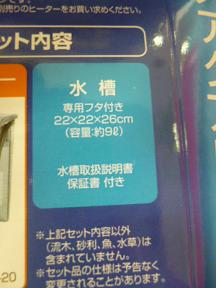 別売りのヒーターをお買い求めください。
ット内容
水 槽
専用フタ付き
22×22×26cm
(容量:約9ℓ)
水槽取扱説明書
保証書 付き
※上記セット内容以外
(流木、砂利、魚、水草)は
含まれていません。
※セット品の仕様は予告なく
変更されることがあります。
-20